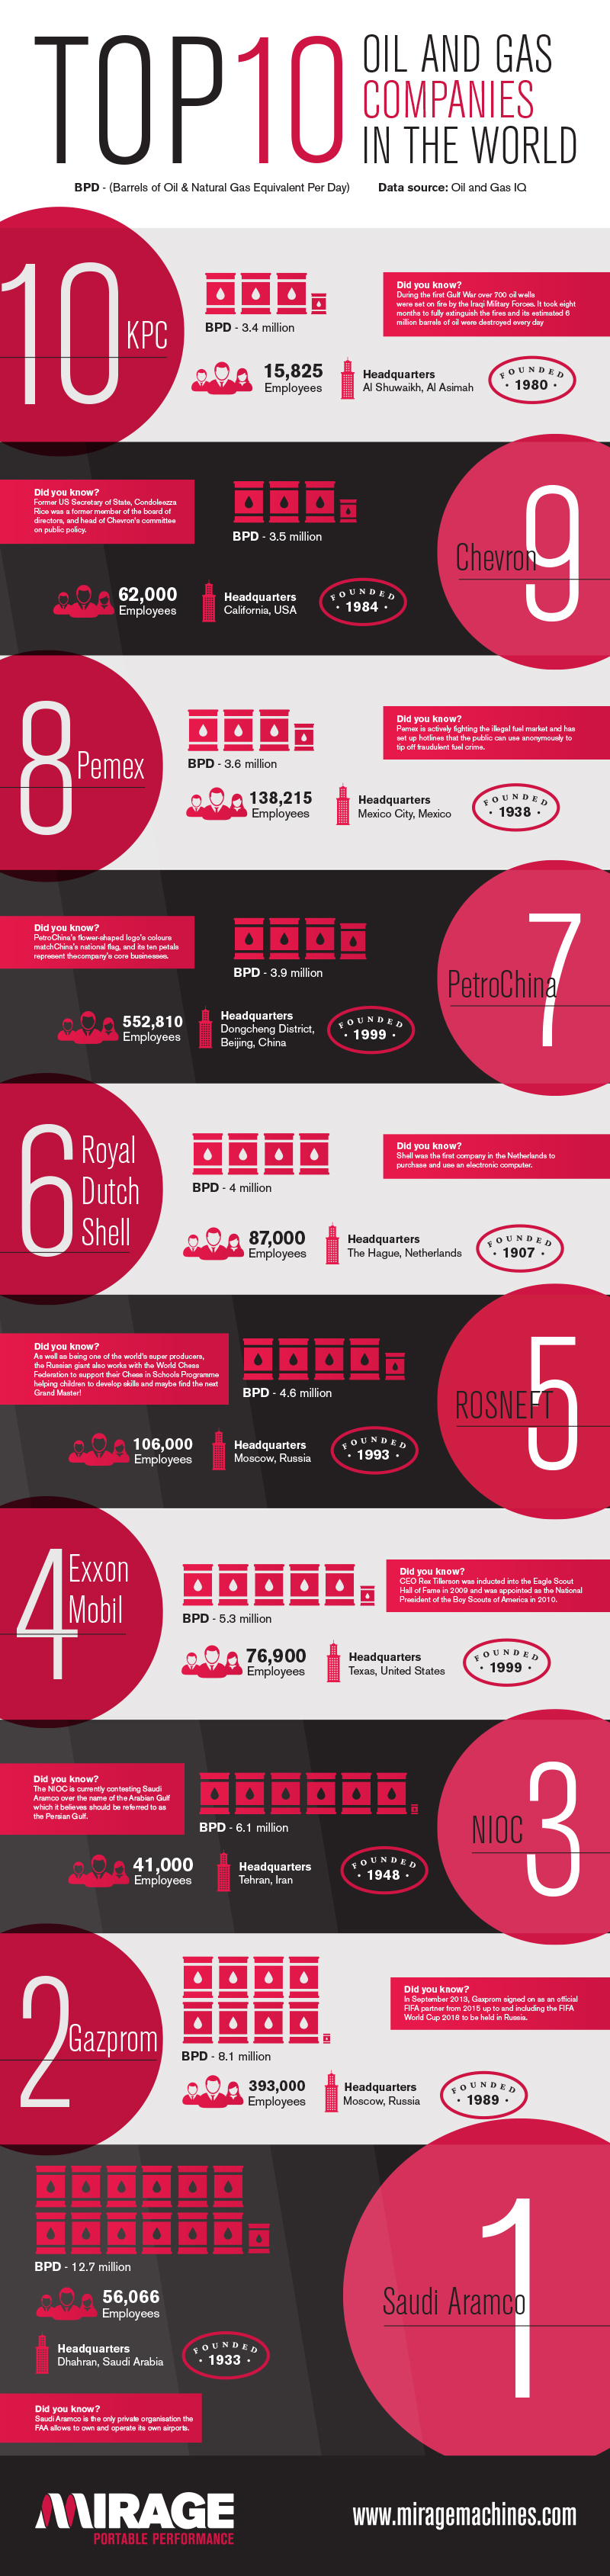 TOP10
OIL AND GAS
COMPANIES
IN THE WORLD
BPD - (Barrels of Oil & Natural Gas Equivalent Per Day)
Data source: Oil and Gas IQ
10
KPC
BPD - 3.4 million
Did you know?
During the first Gulf War over 700 oil wells
were set on fire by the Iraqi Military Forces. It took eight
months to fully extinguish the fires and its estimated 6
million barrels of oil were destroyed every day
15,825
Employees
Headquarters
Al Shuwaikh, Al Asimah
FOUNDED
· 1980 ·
Did you know?
Former US Secretary of State, Condoleezza
Rice was a former member of the board of
directors, and head of Chevron's committee
on public policy.
BPD - 3.5 million
9
Chevron
62,000
Employees
Headquarters
California, USA
FOUNDED
· 1984 ·
8
Pemex
BPD - 3.6 million
Did you know?
Pemex is actively fighting the illegal fuel market and has
set up hotlines that the public can use anonymously to
tip off fraudulent fuel crime.
138,215
Employees
Headquarters
Mexico City, Mexico
FOUNDED
· 1938 ·
Did you know?
PetroChina's flower-shaped logo's colours
matchChina's national flag, and its ten petals
represent thecompany's core businesses.
BPD - 3.9 million
7
PetroChina
552,810
Employees
Headquarters
Dongcheng District,
Beijing, China
FOUNDED
· 1999 ·
6
Royal
Dutch
Shell
BPD - 4 million
Did you know?
Shell was the first company in the Netherlands to
purchase and use an electronic computer.
87,000
Employees
Headquarters
The Hague, Netherlands
FOUNDED
· 1907 ·
Did you know?
As well as being one of the world's super producers,
the Russian giant also works with the World Chess
Federation to support their Chess in Schools Programme
helping children to develop skills and maybe find the next
Grand Master!
BPD - 4.6 million
5
ROSNEFT
106,000
Employees
Headquarters
Moscow, Russia
FOUNDED
· 1993 ·
4
Exxon
Mobil
BPD - 5.3 million
Did you know?
CEO Rex Tillerson was inducted into the Eagle Scout
Hall of Fame in 2009 and was appointed as the National
President of the Boy Scouts of America in 2010.
76,900
Employees
Headquarters
Texas, United States
FOUNDED
· 1999 ·
Did you know?
The NIOC is currently contesting Saudi
Aramco over the name of the Arabian Gulf
which it believes should be referred to as
the Persian Gulf.
BPD - 6.1 million
3
NIOC
41,000
Employees
Headquarters
Tehran, Iran
FOUNDED
· 1948 ·
2
Gazprom
BPD - 8.1 million
Did you know?
In September 2013, Gazprom signed on as an official
FIFA partner from 2015 up to and including the FIFA
World Cup 2018 to be held in Russia.
393,000
Employees
Headquarters
Moscow, Russia
FOUNDED
· 1989 ·
BPD - 12.7 million
1
Saudi Aramco
56,066
Employees
Headquarters
Dhahran, Saudi Arabia
FOUNDED
· 1933 ·
Did you know?
Saudi Aramco is the only private organisation the
FAA allows to own and operate its own airports.
MIRAGE
PORTABLE PERFORMANCE
www.miragemachines.com